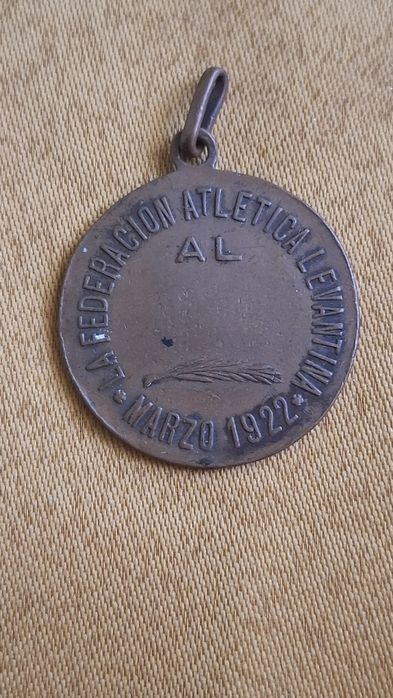 LA FEDERACIÓN ATLETICA LEVANTINA
AL
* MARZO 1922 *